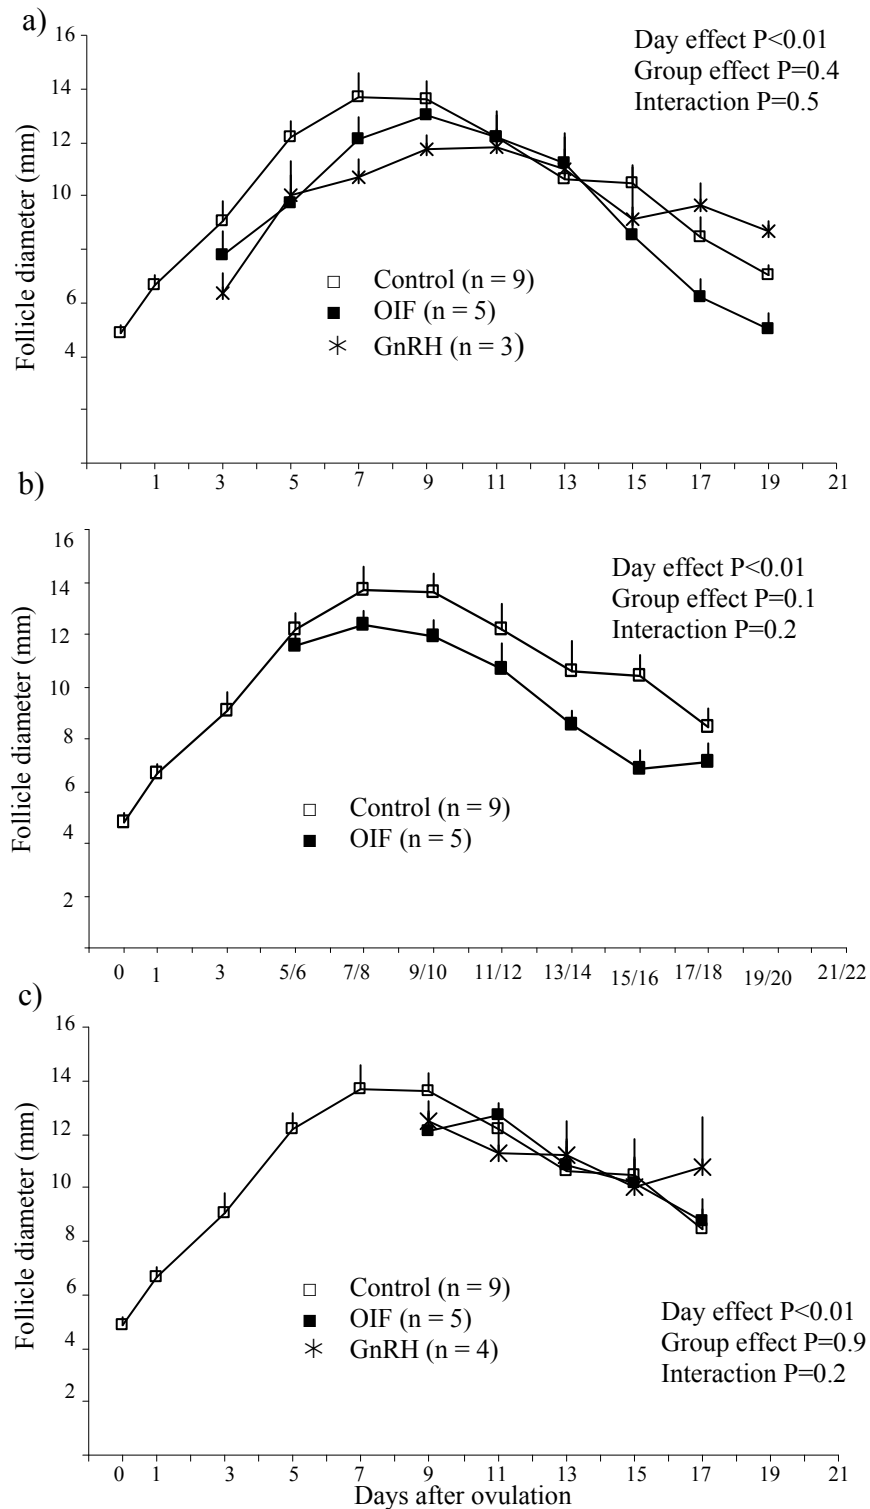 a)
Day effect P<0.01
Group effect P=0.4
Interaction P=0.5
Follicle diameter (mm)
16
14
12
10
6
4
Control (n = 9)
OIF (n = 5)
GnRH (n = 3)
1 3 5 7 9 11 13 15 17 19 21
b)
Day effect P<0.01
Group effect P=0.1
Interaction P=0.2
Follicle diameter (mm)
16
14
12
10
8
6
4
2
Control (n = 9)
OIF (n = 5)
0 1 3 5/6 7/8 9/10 11/12 13/14 15/16 17/18 19/20 21/22
c)
Follicle diameter (mm)
16
14
12
10
8
6
4
2
Control (n = 9)
OIF (n = 5)
GnRH (n = 4)
Day effect P<0.01
Group effect P=0.9
Interaction P=0.2
0 1 3 5 7 9 11 13 15 17 19 21
Days after ovulation